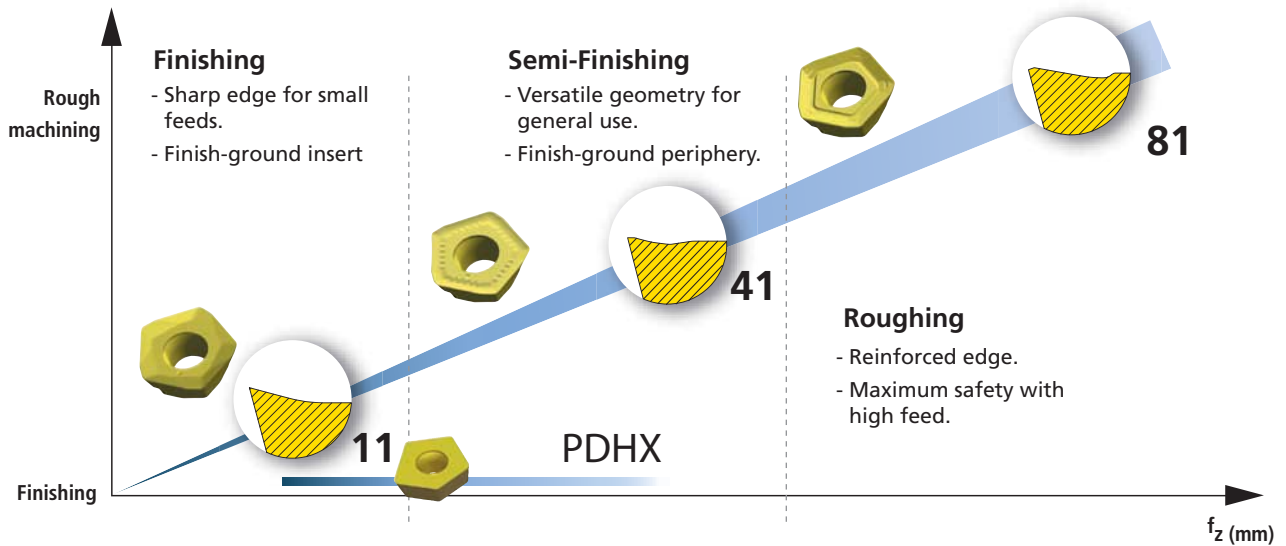 Rough
machining
Finishing
- Sharp edge for small
feeds.
- Finish-ground insert
Semi-Finishing
- Versatile geometry for
general use.
- Finish-ground periphery.
81
41
Roughing
- Reinforced edge.
- Maximum safety with
high feed.
11
PDHX
Finishing
fz (mm)